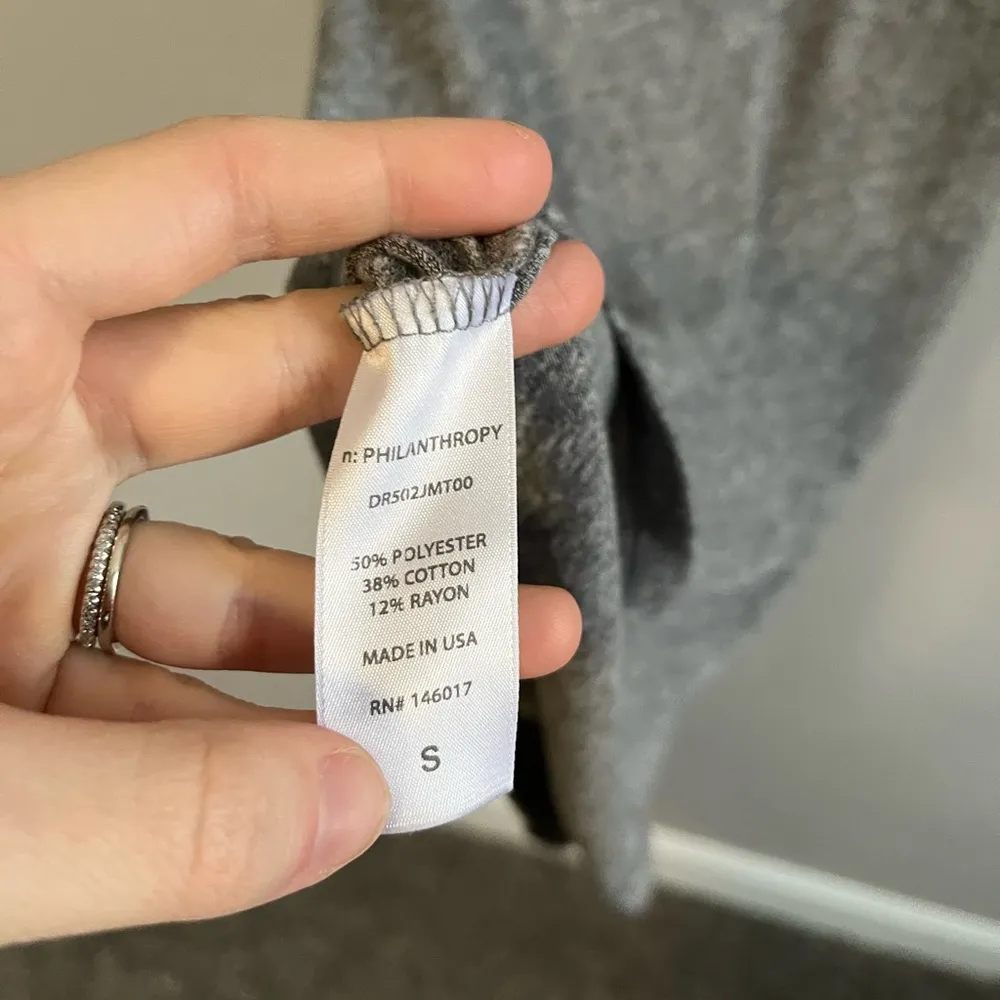 n: PHILANTHROPY
DR502JMT00
50% POLYESTER
38% COTTON
12% RAYON
MADE IN USA
RN# 146017
S